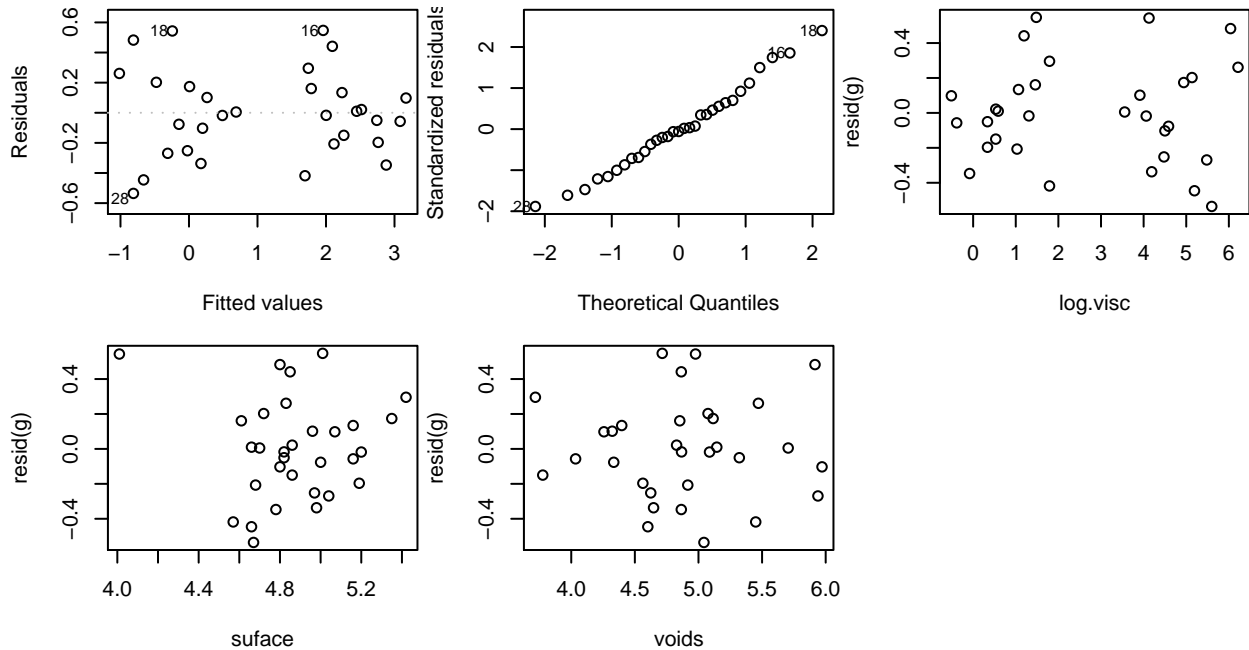 Residuals
0.6
0.2
−0.2
−0.6
18
16
28
−1 0 1 2 3
Fitted values
Standardized residuals
2
0
−2
18
16
28
−2 −1 0 1 2
Theoretical Quantiles
resid(g)
0.4
0.0
−0.4
0 1 2 3 4 5 6
log.visc
resid(g)
0.4
0.0
−0.4
4.0 4.4 4.8 5.2
suface
resid(g)
0.4
0.0
−0.4
4.0 4.5 5.0 5.5 6.0
voids